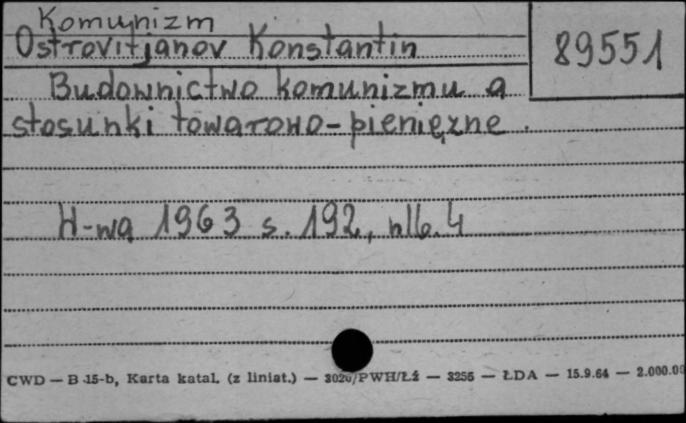 Komunizm
Ostrovitjanov Konstantin
89551
Budownictwo komunizmu a
stosunki towarowo-pieniężne.
W-wa 1963 s. 192, nlb. 4
CWD — B-15-b, Karta katal. (z liniat.) — 3020/PWH/ŁŹ — 3256 — ŁDA — 15.9.64 — 2.000.00